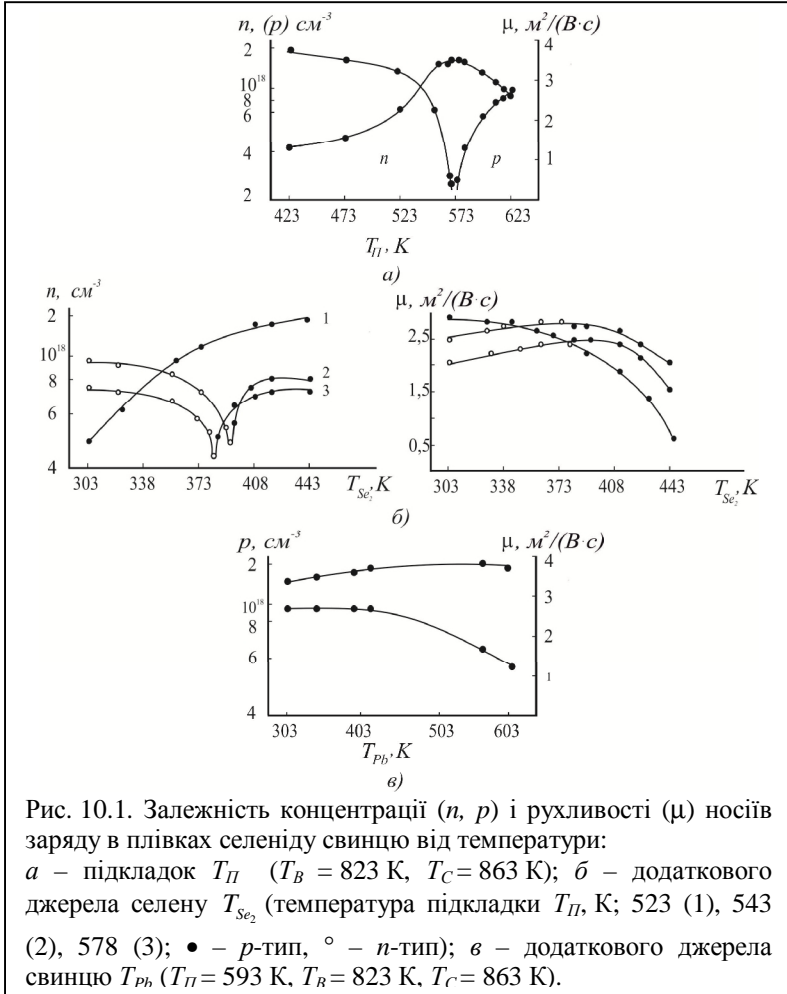 n, (p) см⁻³ μ, м²/(В·с)
2 4
10¹⁸ 3
8
6 2
4 1
n p
2
423 473 523 573 623
T_П, К
а)
n, см⁻³ μ, м²/(В·с)
2 1
10¹⁸ 2,5
8 2
6 3 1,5
4 0,5
303 338 373 408 443 T_Se₂, К 303 338 373 408 443 T_Se₂, К
б)
p, см⁻³ μ, м²/(В·с)
2 4
10¹⁸ 3
8 2
6 1
4
303 403 503 603
T_Pb, К
в)
Рис. 10.1. Залежність концентрації (n, p) і рухливості (μ) носіїв
заряду в плівках селеніду свинцю від температури:
а – підкладок T_П (T_В = 823 К, T_С = 863 К); б – додаткового
джерела селену T_Se₂ (температура підкладки T_П, К; 523 (1), 543
(2), 578 (3); ● – p-тип, ° – n-тип); в – додаткового джерела
свинцю T_Pb (T_П = 593 К, T_В = 823 К, T_С = 863 К).